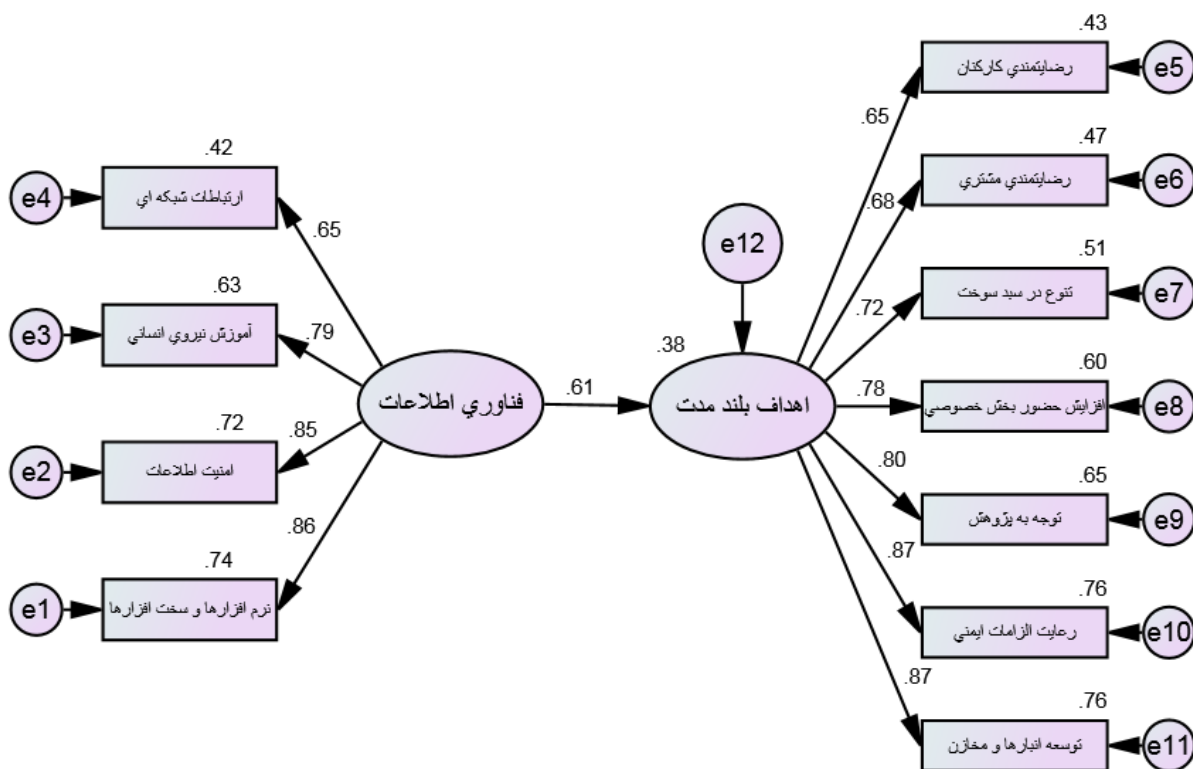 .43
رضايتمندي كاركنان
e5
.65
.42
ارتباطات شبكه اي
e4
.65
.47
رضايتمندي مشتري
e6
.68
e12
.51
تنوع در سبد سوخت
e7
.72
.63
آموزش نيروي انساني
e3
.79
.38
فناوري اطلاعات
.61
اهداف بلند مدت
.60
افزايش حضور بخش خصوصي
e8
.78
.72
امنيت اطلاعات
e2
.85
.80
.65
توجه به پژوهش
e9
.86
.87
.74
نرم افزارها و سخت افزارها
e1
.76
رعايت الزامات ايمني
e10
.87
.76
توسعه انبارها و مخازن
e11